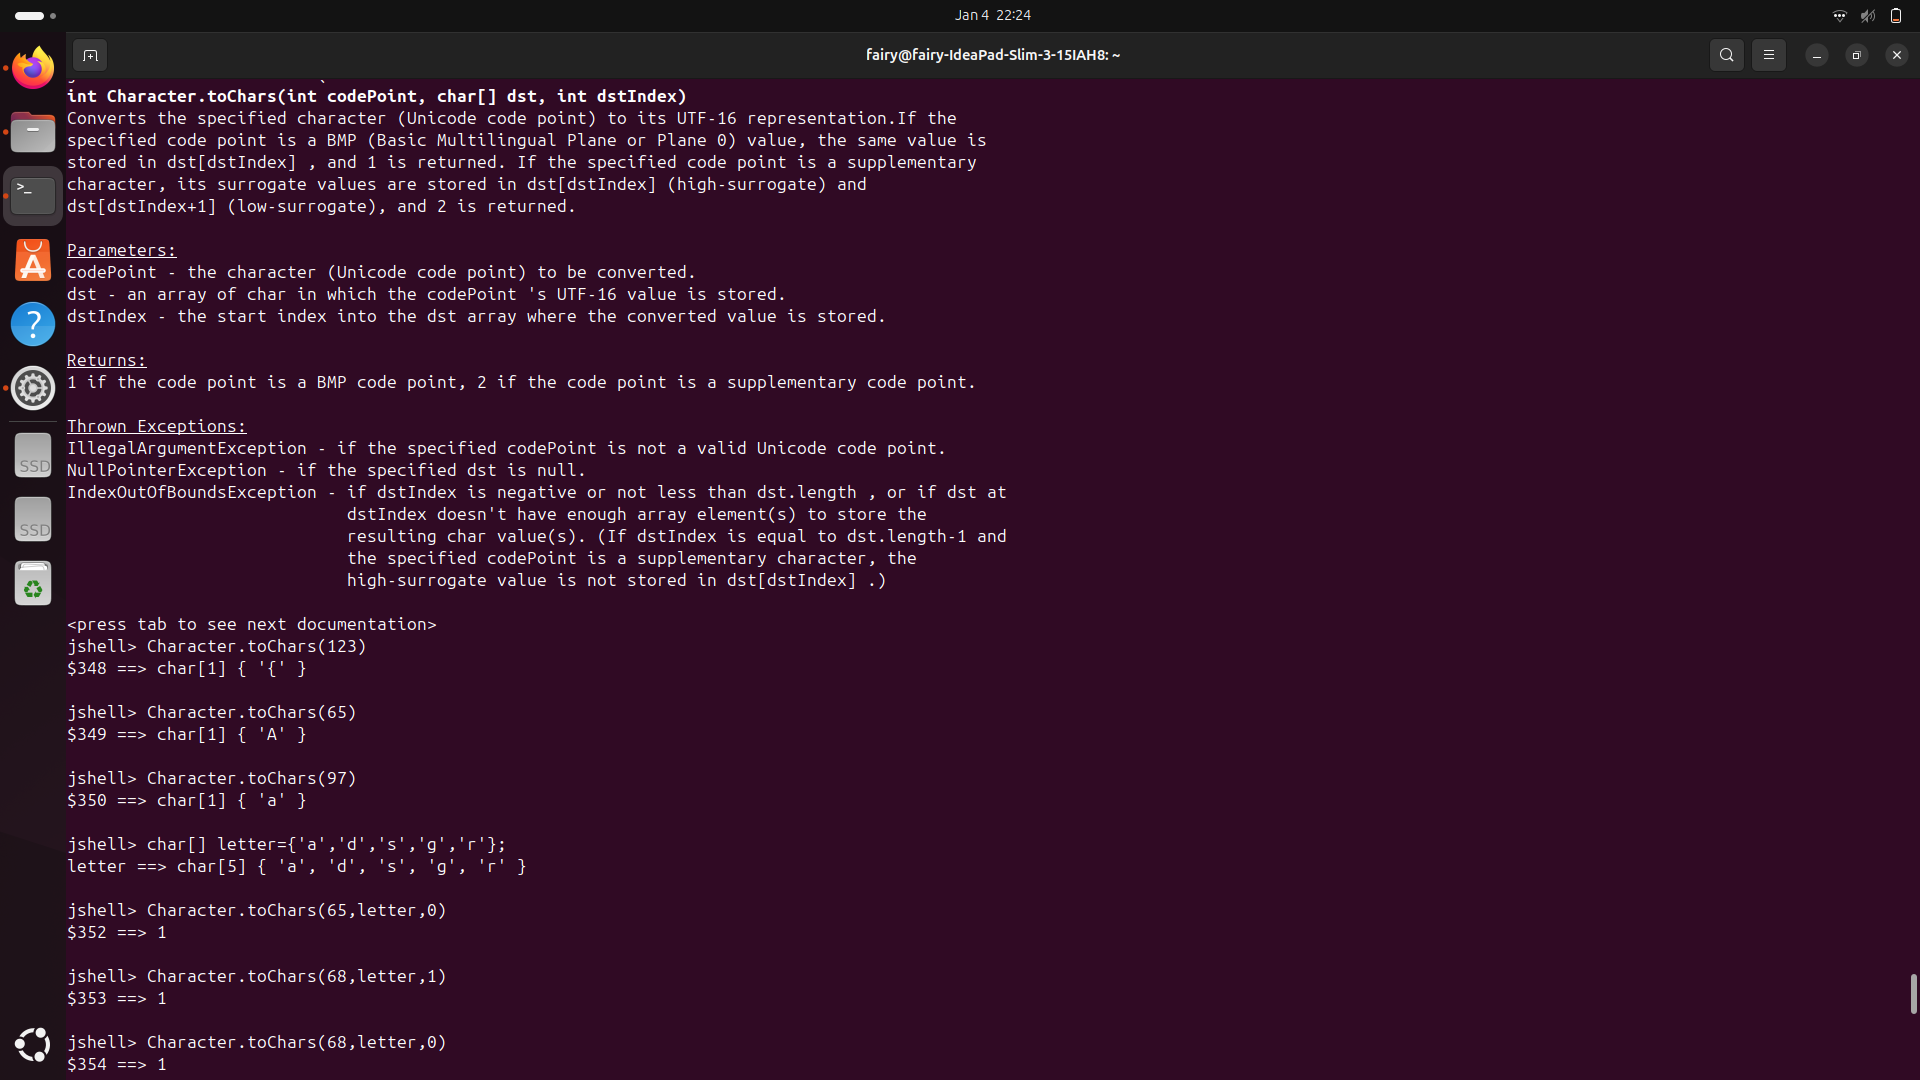 Jan 4 22:24
fairy@fairy-IdeaPad-Slim-3-15IAH8: ~
int Character.toChars(int codePoint, char[] dst, int dstIndex)
Converts the specified character (Unicode code point) to its UTF-16 representation.If the
specified code point is a BMP (Basic Multilingual Plane or Plane 0) value, the same value is
stored in dst[dstIndex] , and 1 is returned. If the specified code point is a supplementary
character, its surrogate values are stored in dst[dstIndex] (high-surrogate) and
dst[dstIndex+1] (low-surrogate), and 2 is returned.
Parameters:
codePoint - the character (Unicode code point) to be converted.
dst - an array of char in which the codePoint 's UTF-16 value is stored.
dstIndex - the start index into the dst array where the converted value is stored.
Returns:
1 if the code point is a BMP code point, 2 if the code point is a supplementary code point.
Thrown Exceptions:
IllegalArgumentException - if the specified codePoint is not a valid Unicode code point.
NullPointerException - if the specified dst is null.
IndexOutOfBoundsException - if dstIndex is negative or not less than dst.length , or if dst at
dstIndex doesn't have enough array element(s) to store the
resulting char value(s). (If dstIndex is equal to dst.length-1 and
the specified codePoint is a supplementary character, the
high-surrogate value is not stored in dst[dstIndex] .)
<press tab to see next documentation>
jshell> Character.toChars(123)
$348 ==> char[1] { '{' }
jshell> Character.toChars(65)
$349 ==> char[1] { 'A' }
jshell> Character.toChars(97)
$350 ==> char[1] { 'a' }
jshell> char[] letter={'a','d','s','g','r'};
letter ==> char[5] { 'a', 'd', 's', 'g', 'r' }
jshell> Character.toChars(65,letter,0)
$352 ==> 1
jshell> Character.toChars(68,letter,1)
$353 ==> 1
jshell> Character.toChars(68,letter,0)
$354 ==> 1
>_
A
?
SSD
SSD